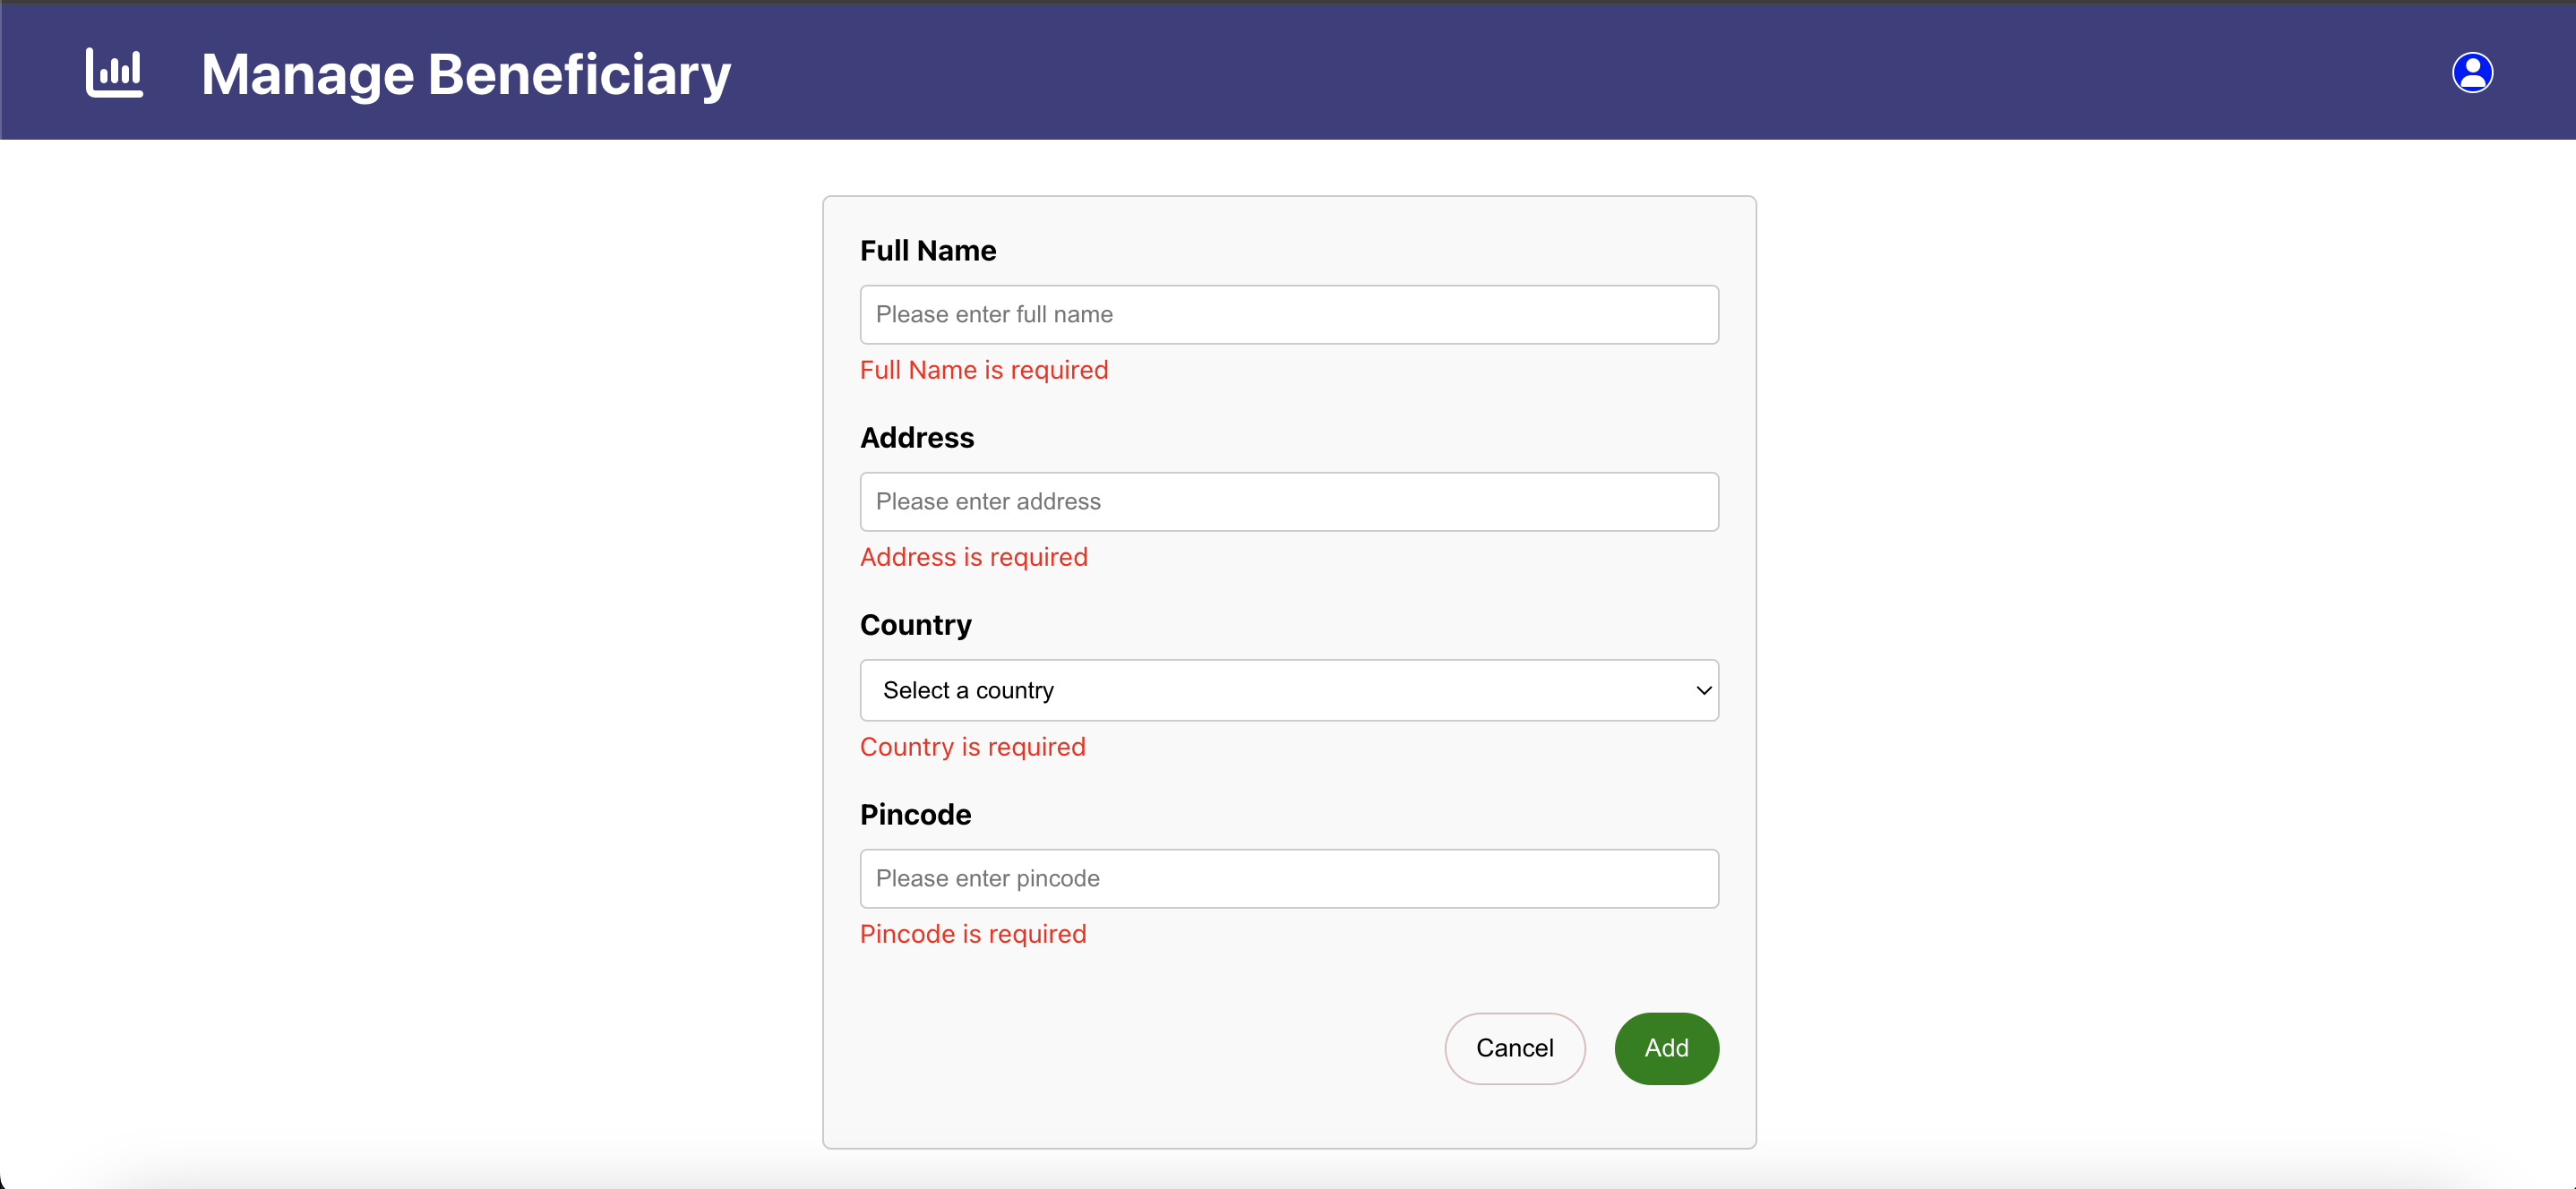 Manage Beneficiary
Full Name
Please enter full name
Full Name is required
Address
Please enter address
Address is required
Country
Select a country
Country is required
Pincode
Please enter pincode
Pincode is required
Cancel Add